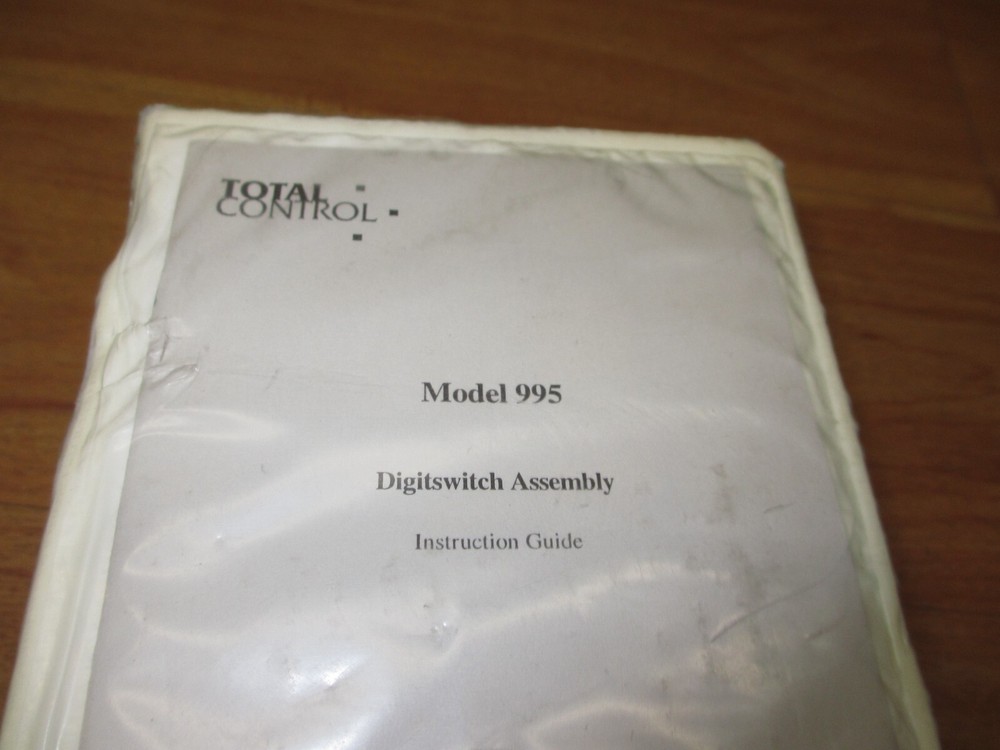 TOTAL
CONTROL
Model 995
Digitswitch Assembly
Instruction Guide